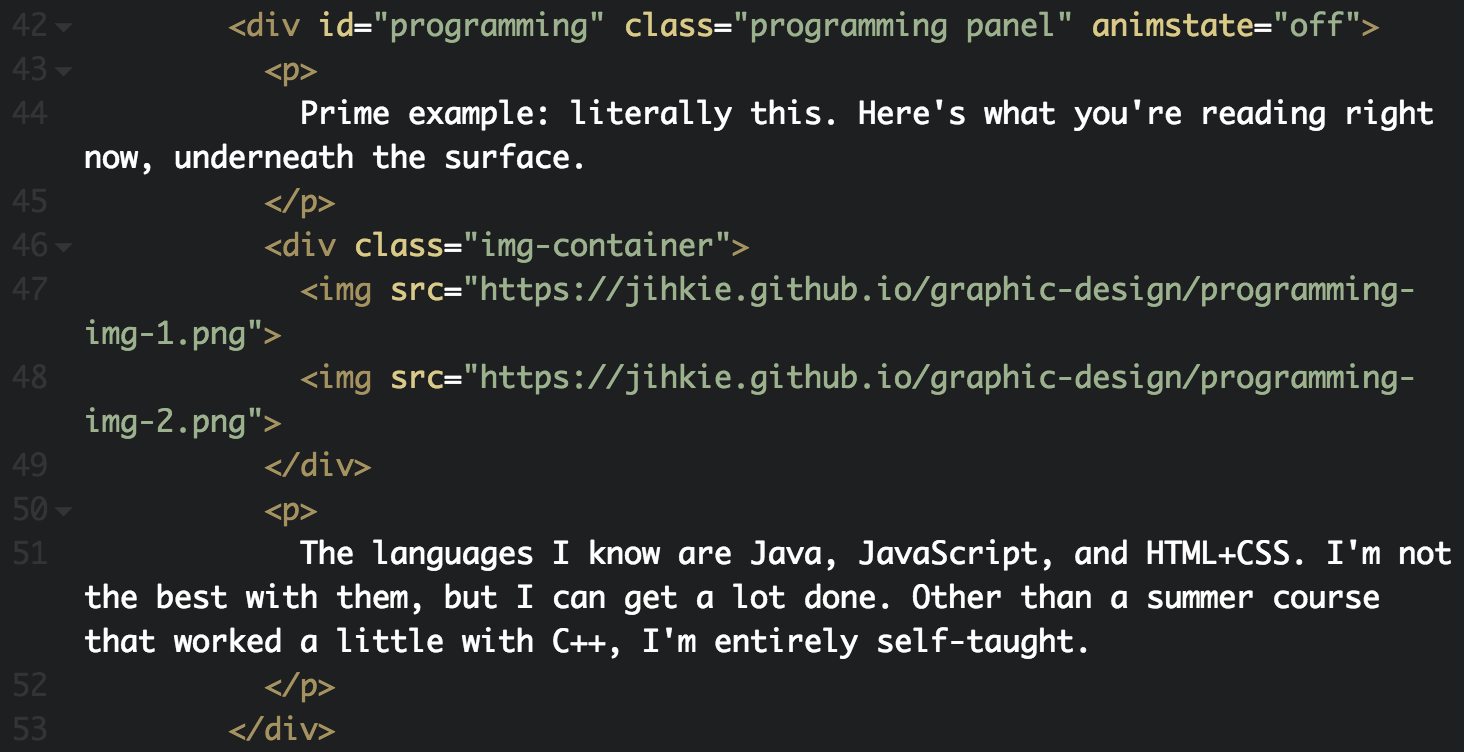 42 <div id="programming" class="programming panel" animstate="off">
43 <p>
44 Prime example: literally this. Here's what you're reading right
now, underneath the surface.
45 </p>
46 <div class="img-container">
47 <img src="https://jihkie.github.io/graphic-design/programming-
img-1.png">
48 <img src="https://jihkie.github.io/graphic-design/programming-
img-2.png">
49 </div>
50 <p>
51 The languages I know are Java, JavaScript, and HTML+CSS. I'm not
the best with them, but I can get a lot done. Other than a summer course
that worked a little with C++, I'm entirely self-taught.
52 </p>
53 </div>